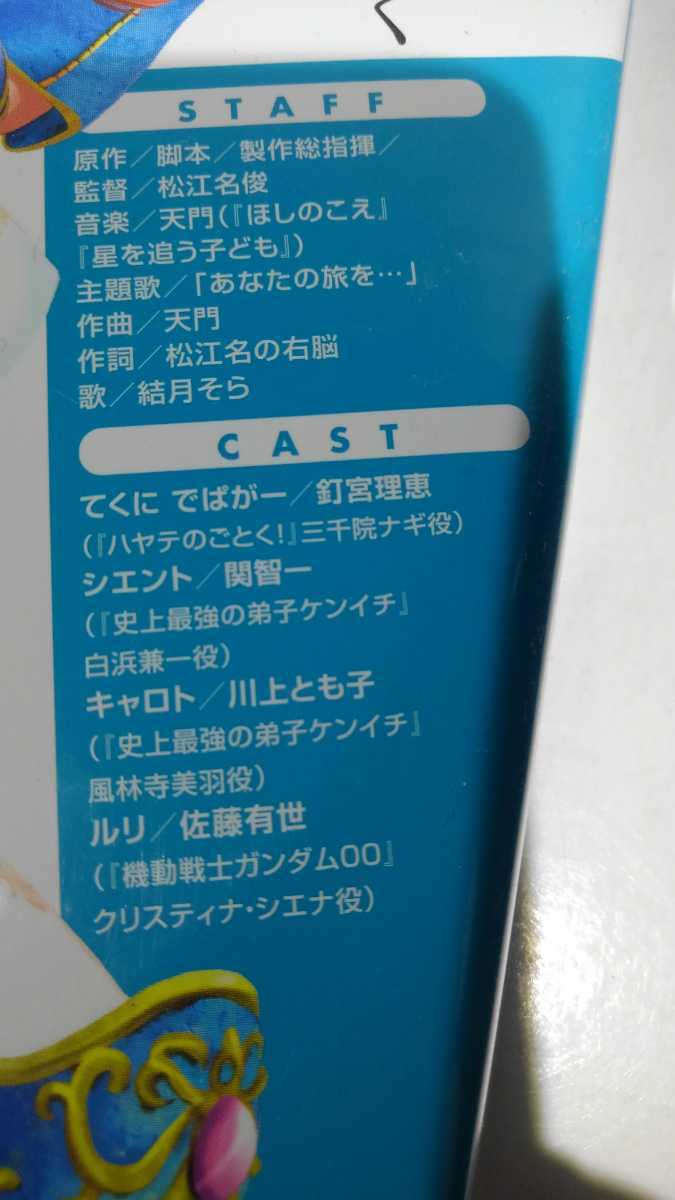 く
STAFF
原作／脚本／製作総指揮／
監督／松江名俊
音楽／天門(『ほしのこえ』
『星を追う子ども』)
主題歌／「あなたの旅を…」
作曲／天門
作詞／松江名の右脳
歌／結月そら
CAST
てくに でぱがー／釘宮理恵
(『ハヤテのごとく!』三千院ナギ役)
シエント／関智一
(『史上最強の弟子ケンイチ』
白浜兼一役)
キャロト／川上とも子
(『史上最強の弟子ケンイチ』
風林寺美羽役)
ルリ／佐藤有世
(『機動戦士ガンダム00』
クリスティナ・シエナ役)